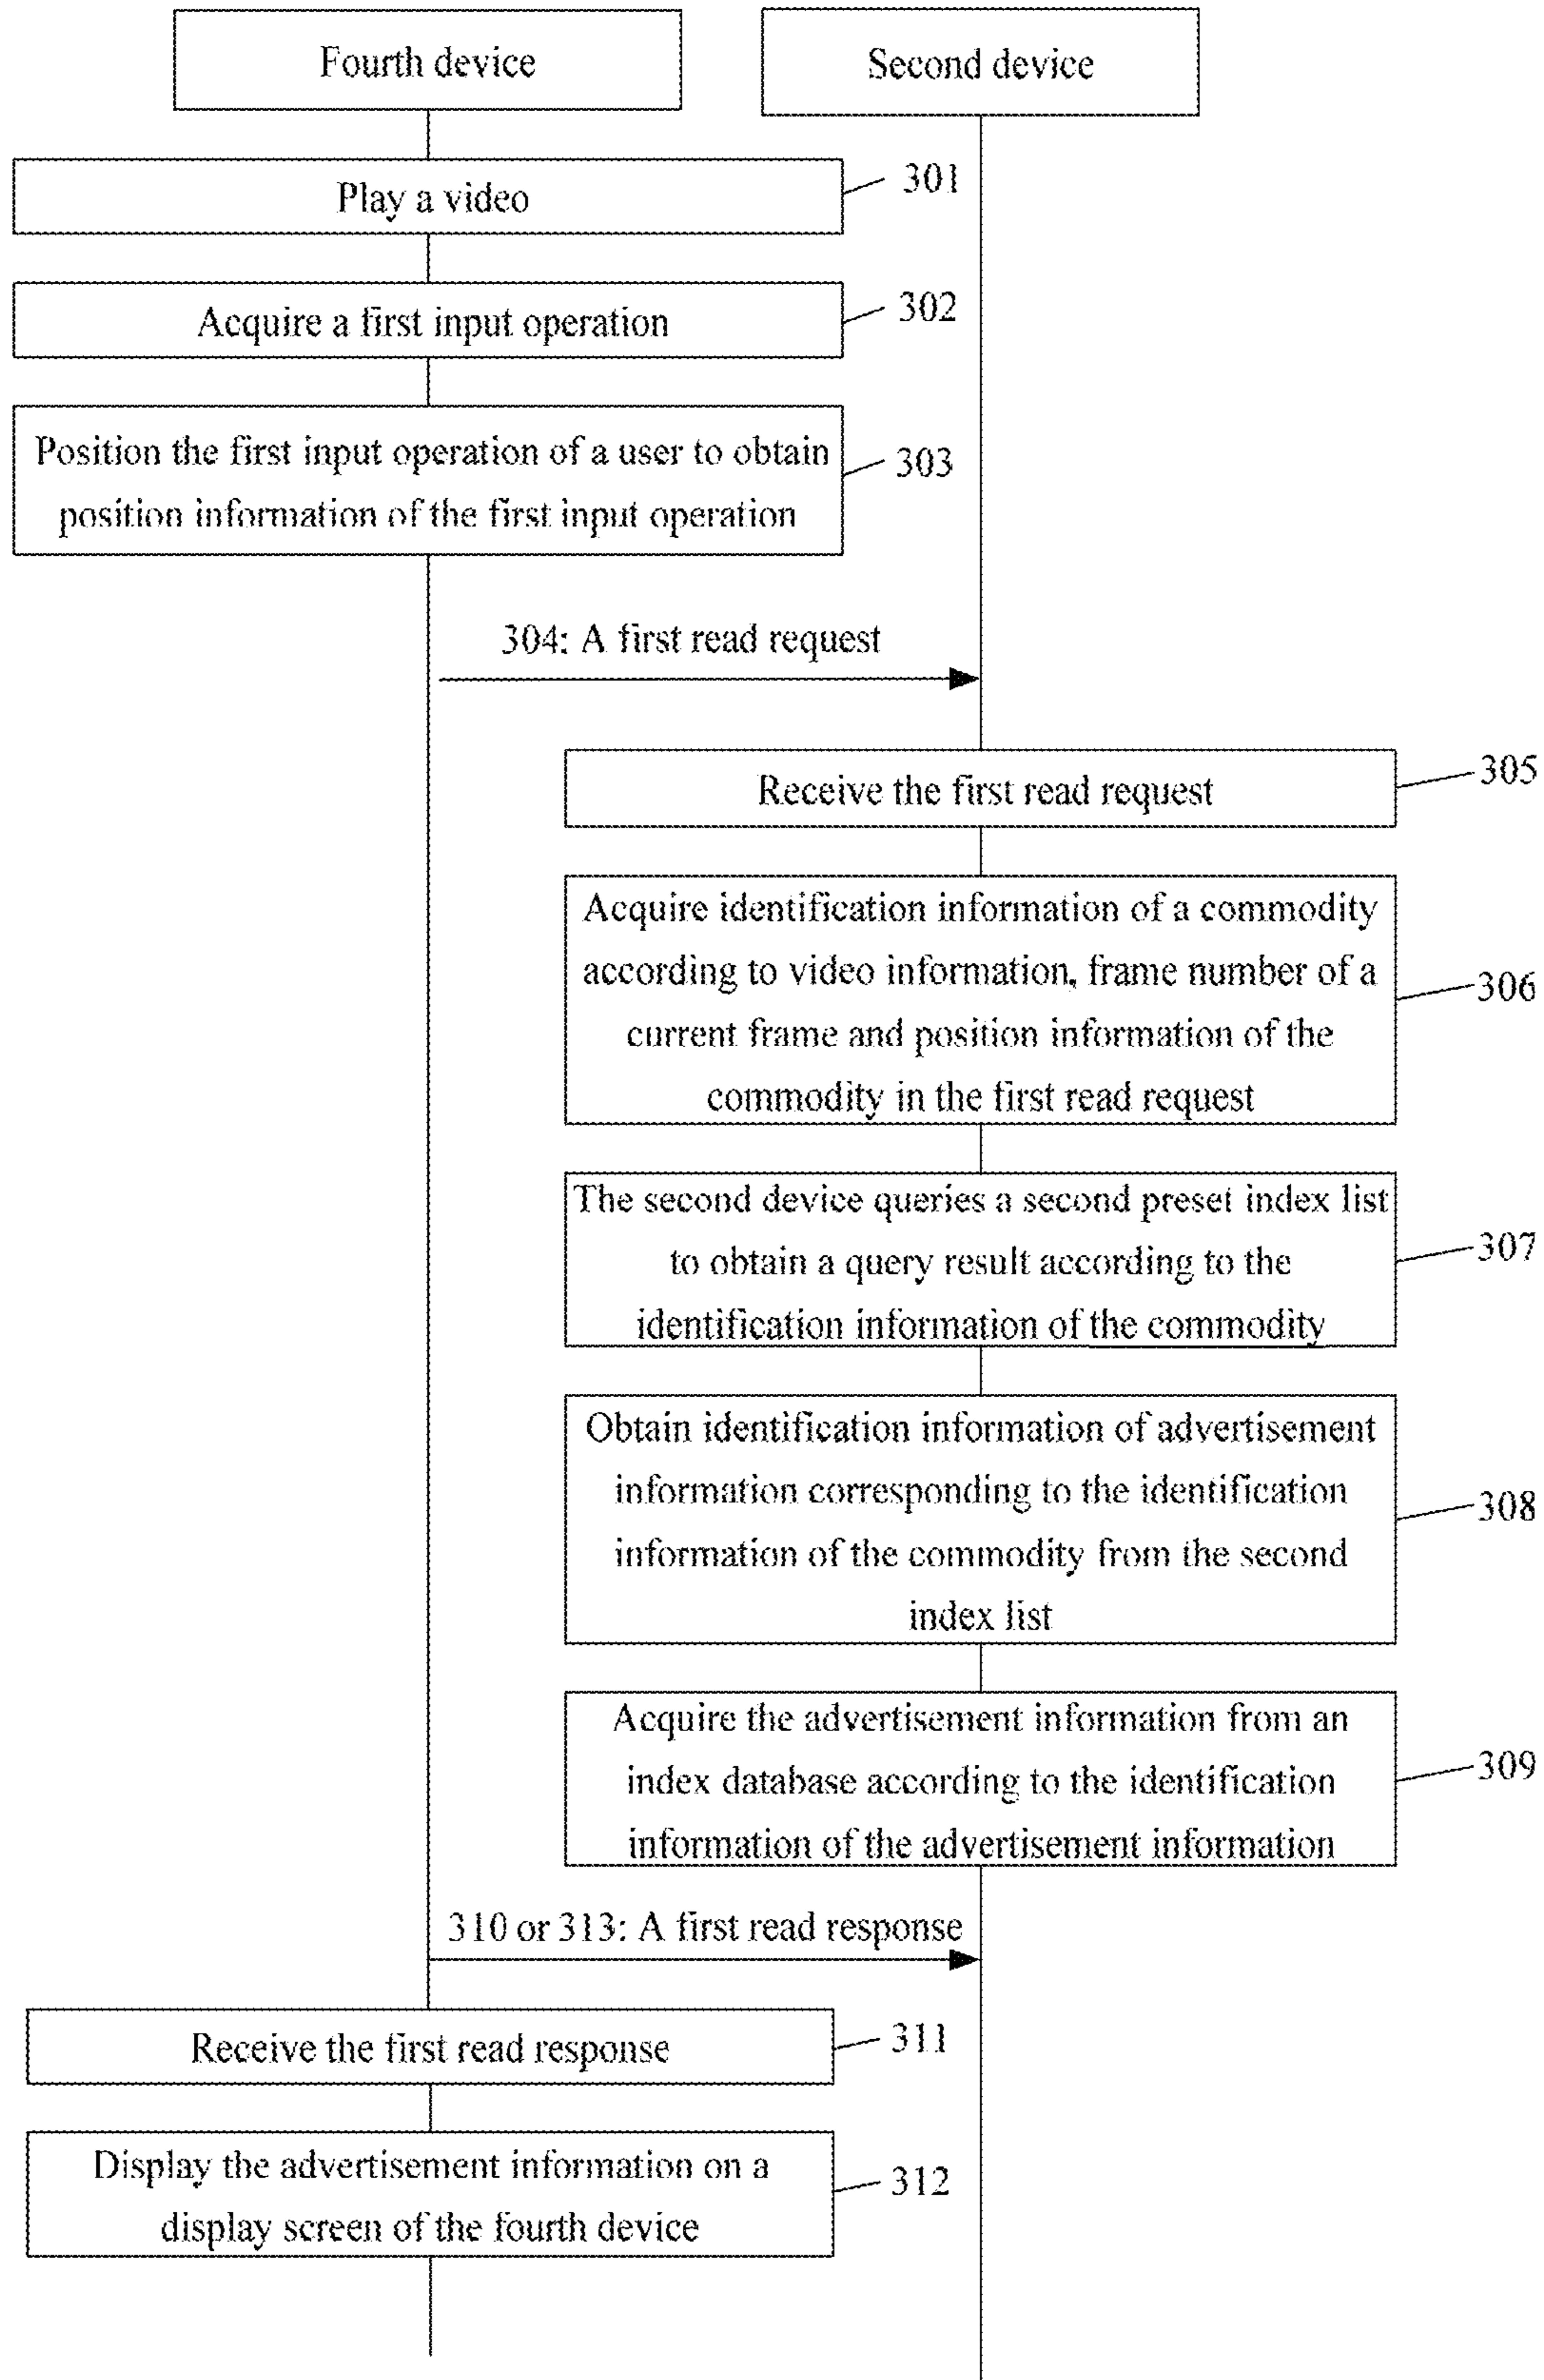 Fourth device
Second device
Play a video
301
Acquire a first input operation
302
Position the first input operation of a user to obtain
position information of the first input operation
303
304: A first read request
Receive the first read request
305
Acquire identification information of a commodity
according to video information, frame number of a
current frame and position information of the
commodity in the first read request
306
The second device queries a second preset index list
to obtain a query result according to the
identification information of the commodity
307
Obtain identification information of advertisement
information corresponding to the identification
information of the commodity from the second
index list
308
Acquire the advertisement information from an
index database according to the identification
information of the advertisement information
309
310 or 313: A first read response
Receive the first read response
311
Display the advertisement information on a
display screen of the fourth device
312